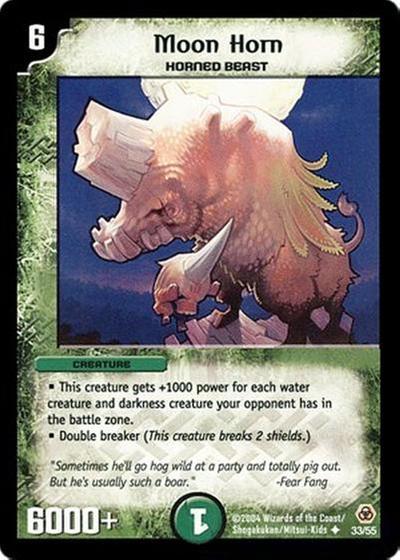 6
Moon Horn
HORNED BEAST
CREATURE
▪ This creature gets +1000 power for each water
creature and darkness creature your opponent has in
the battle zone.
▪ Double breaker (This creature breaks 2 shields.)
"Sometimes he'll go hog wild at a party and totally pig out.
But he's usually such a boar."   -Fear Fang
6000+
1
©2004 Wizards of the Coast/
Shogakukan/Mitsui-Kids ♦ 33/55